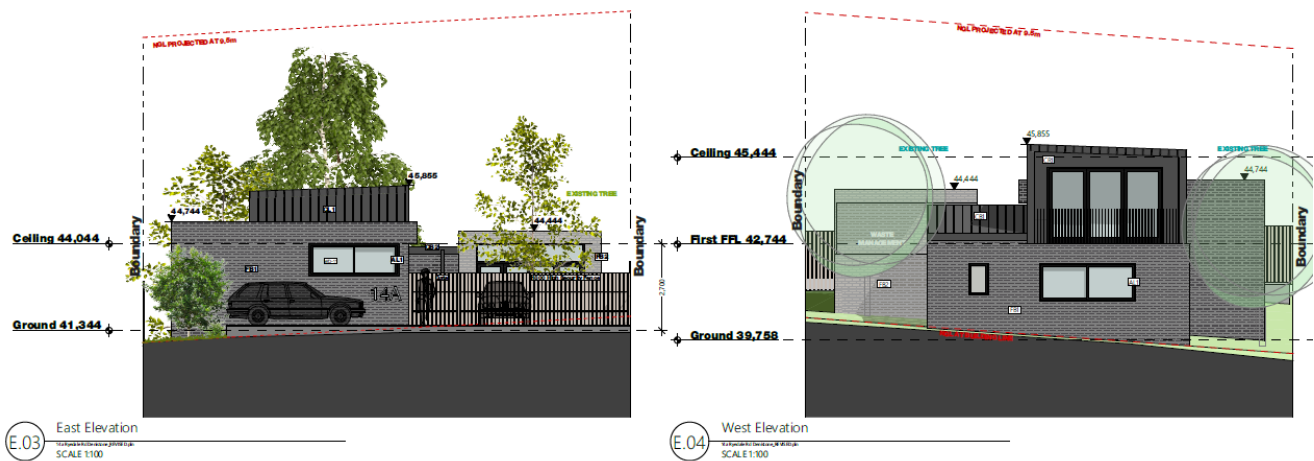 NGL PROJECTED AT 9.5m
45,855
44,744
EXISTING TREE
44,444
Boundary
Boundary
Ceiling 44,044
AL1
FB1
14A
2,700
Ground 41,344
E.03
East Elevation
SCALE 1:100
NGL PROJECTED AT 9.5m
45,855
Ceiling 45,444
EXISTING TREE
EXISTING TREE
44,444
44,744
Boundary
Boundary
First FFL 42,744
WASTE
MANAGEMENT
AL1
Ground 39,758
E.04
West Elevation
SCALE 1:100